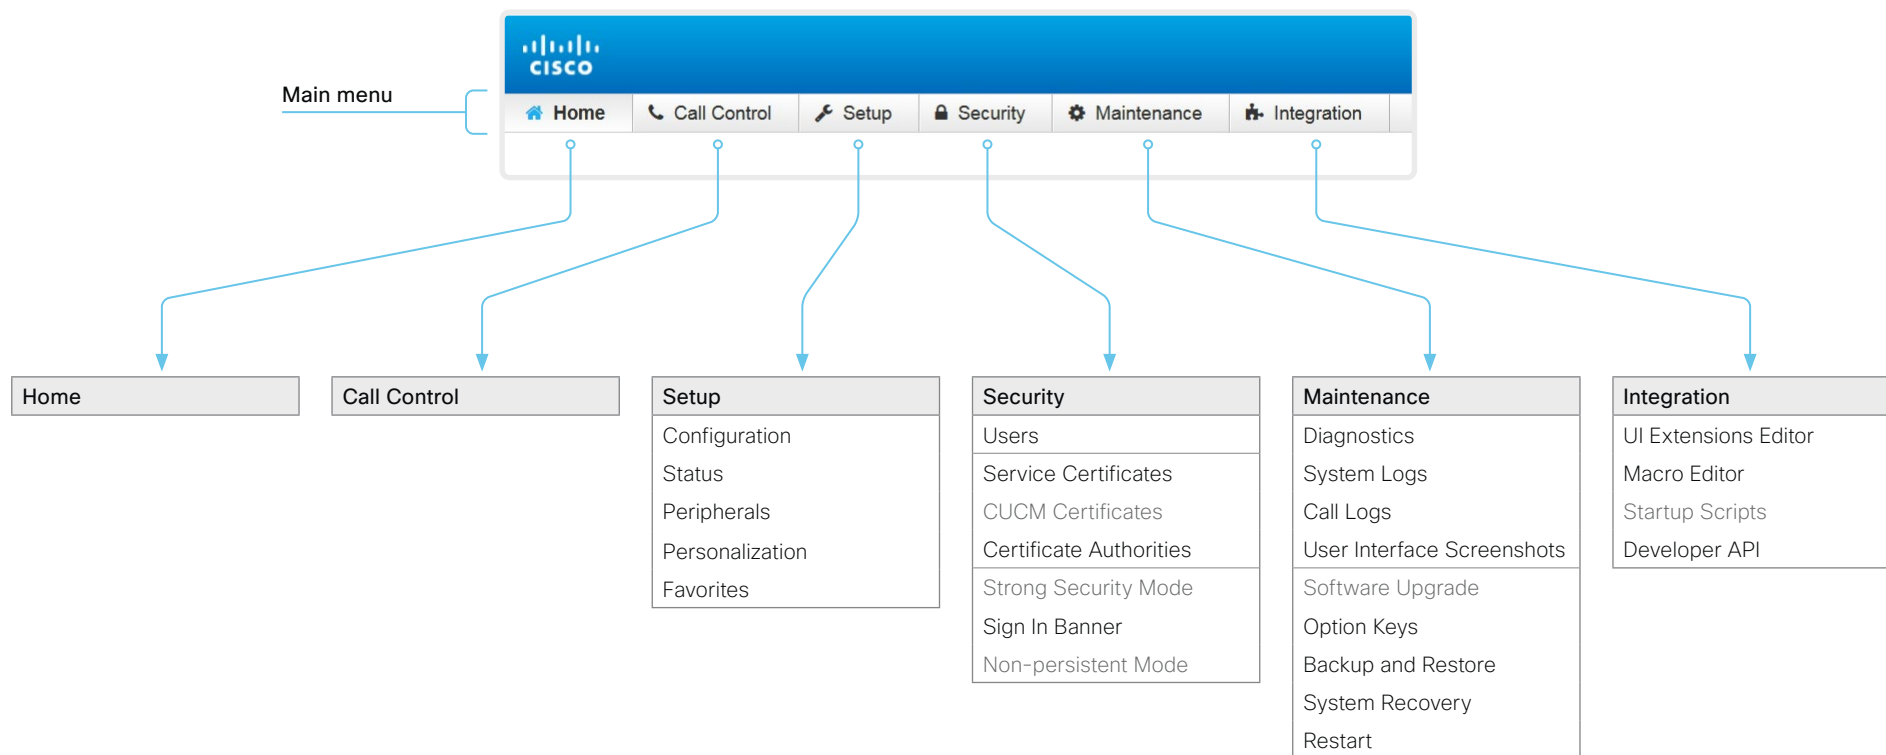 CISCO
Main menu
Home
Call Control
Setup
Security
Maintenance
Integration
Home
Call Control
Setup
Configuration
Status
Peripherals
Personalization
Favorites
Security
Users
Service Certificates
CUCM Certificates
Certificate Authorities
Strong Security Mode
Sign In Banner
Non-persistent Mode
Maintenance
Diagnostics
System Logs
Call Logs
User Interface Screenshots
Software Upgrade
Option Keys
Backup and Restore
System Recovery
Restart
Integration
UI Extensions Editor
Macro Editor
Startup Scripts
Developer API